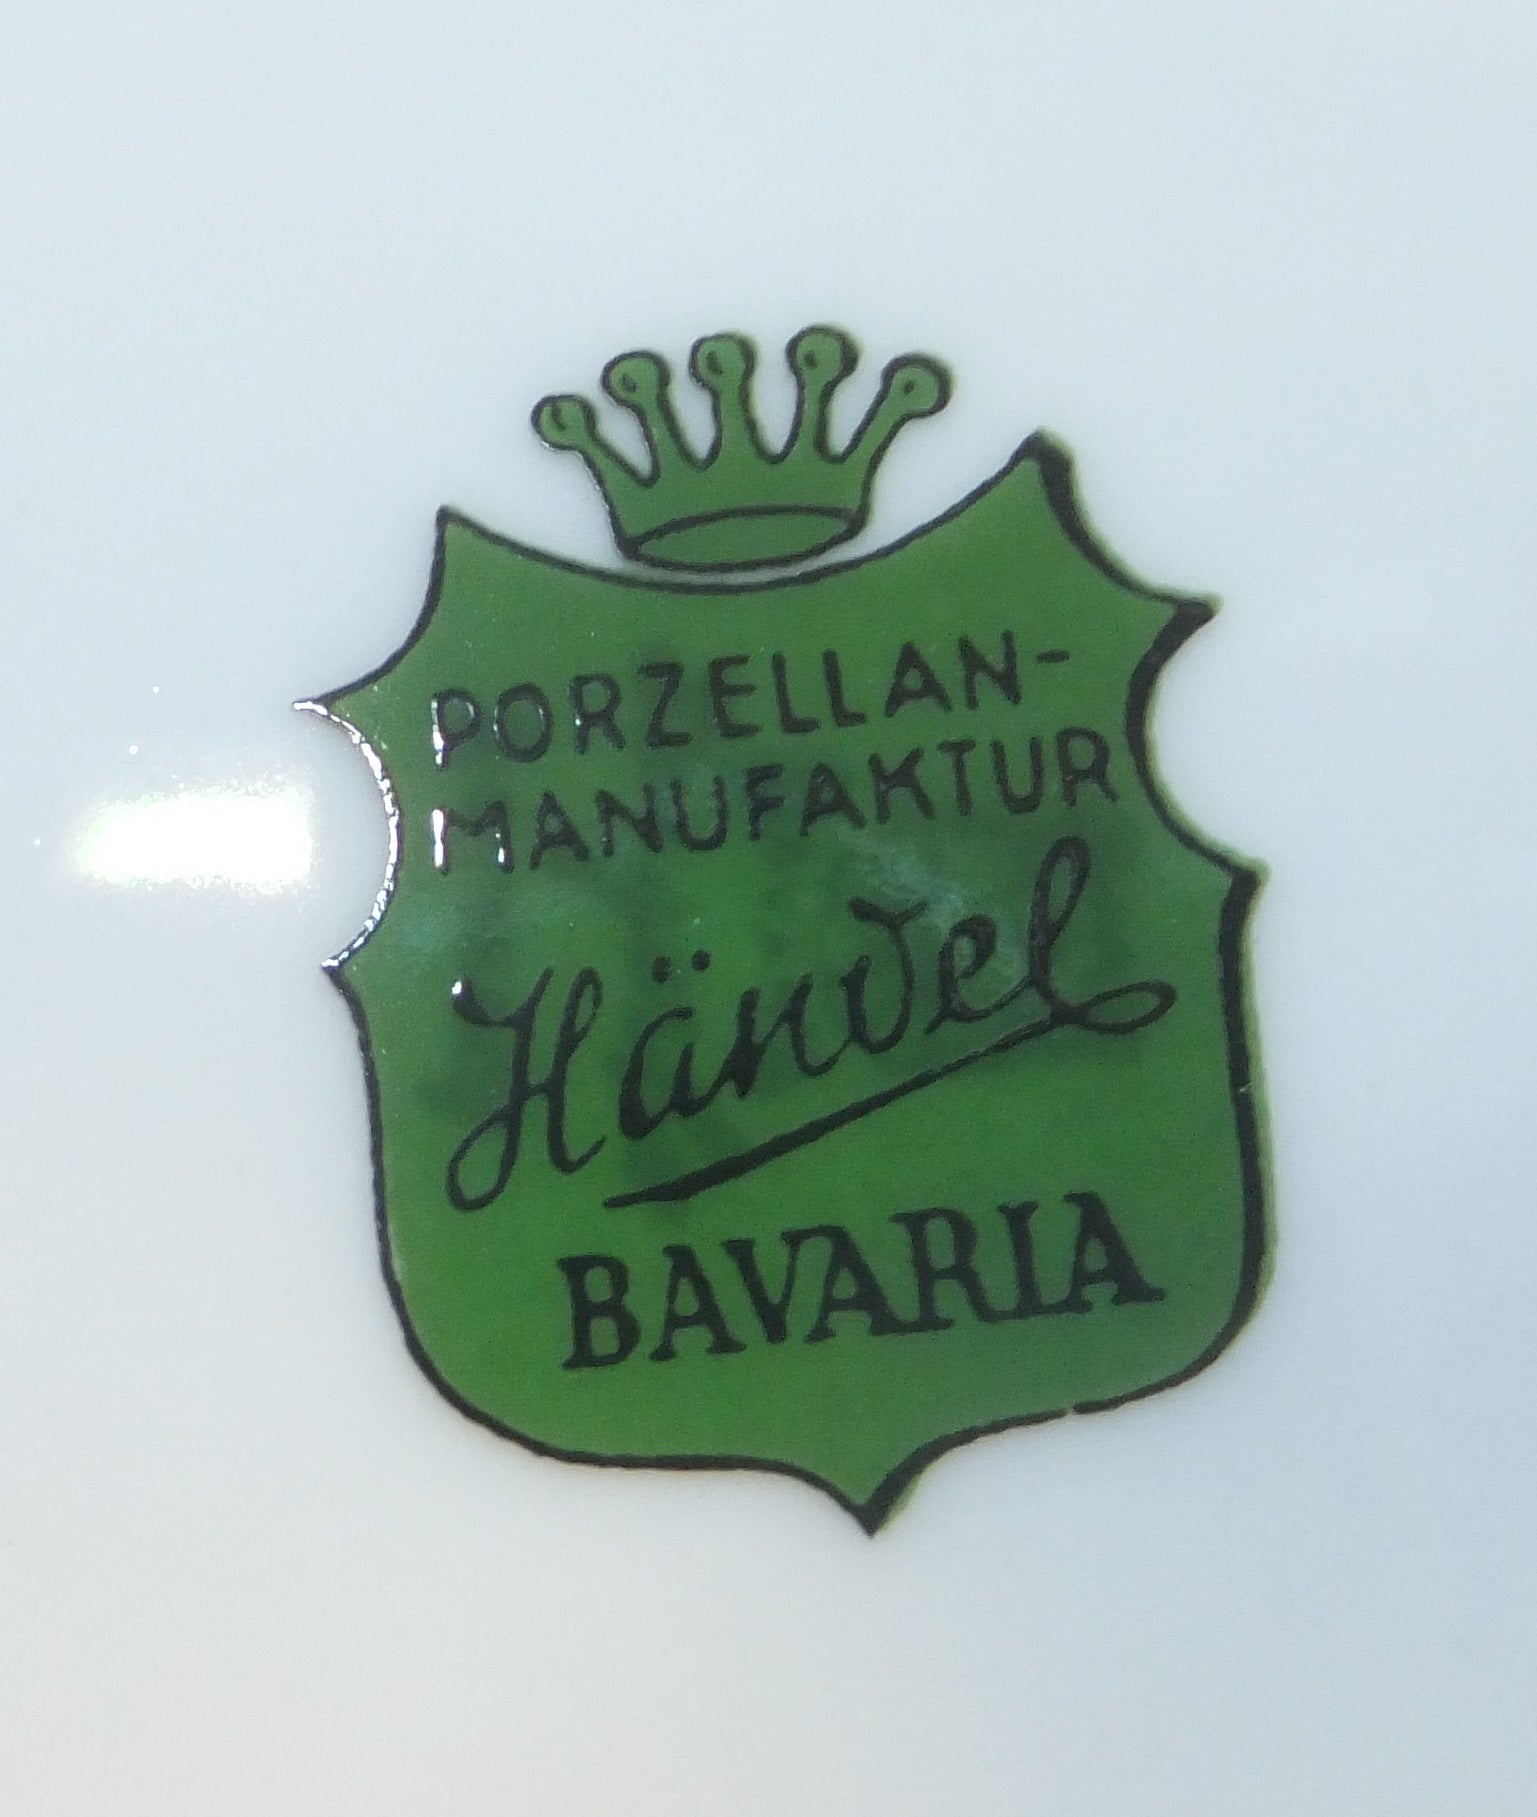 PORZELLAN-
MANUFAKTUR
Händel
BAVARIA